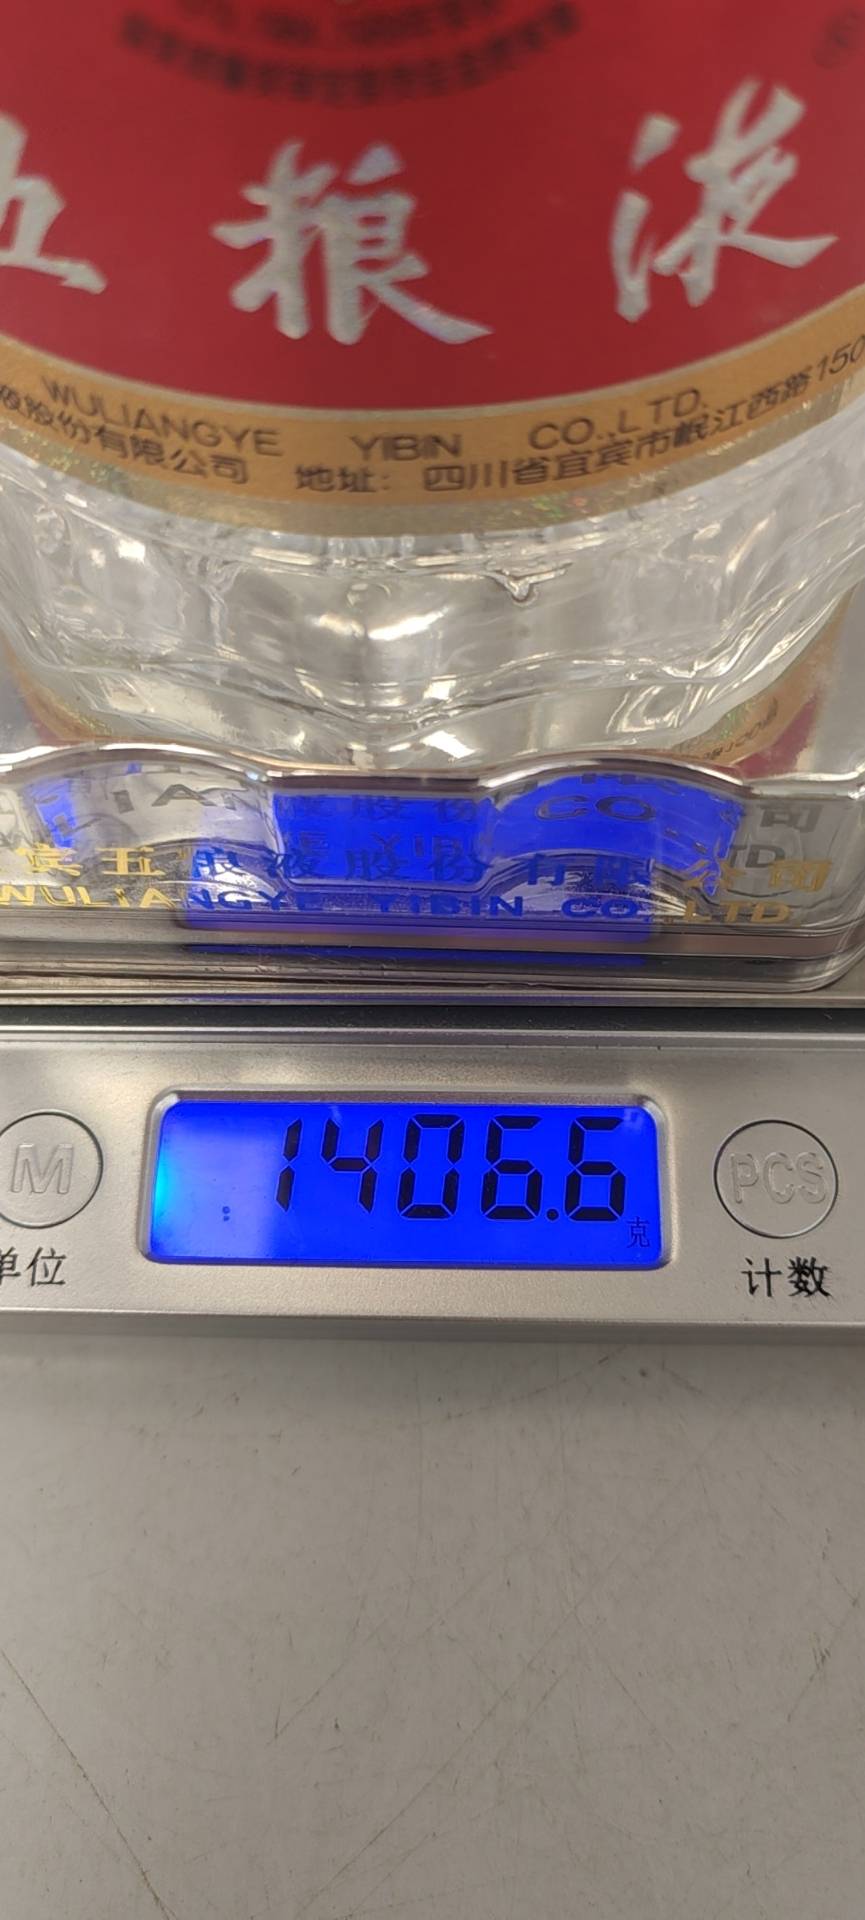 五粮液
WULIANGYE YIBIN CO.,LTD.
液股份有限公司 地址：四川省宜宾市岷江西路150
宾五粮液股份有限公司
WULIANGYE YIBIN CO.,LTD
1406.6
克
M
PCS
单位
计数